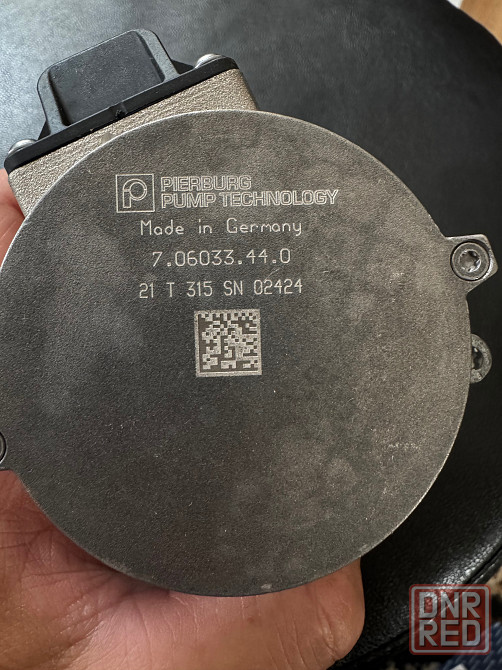 PIERBURG
PUMP TECHNOLOGY
Made in Germany
7.06033.44.0
21 T 315 SN 02424
DNR
RED